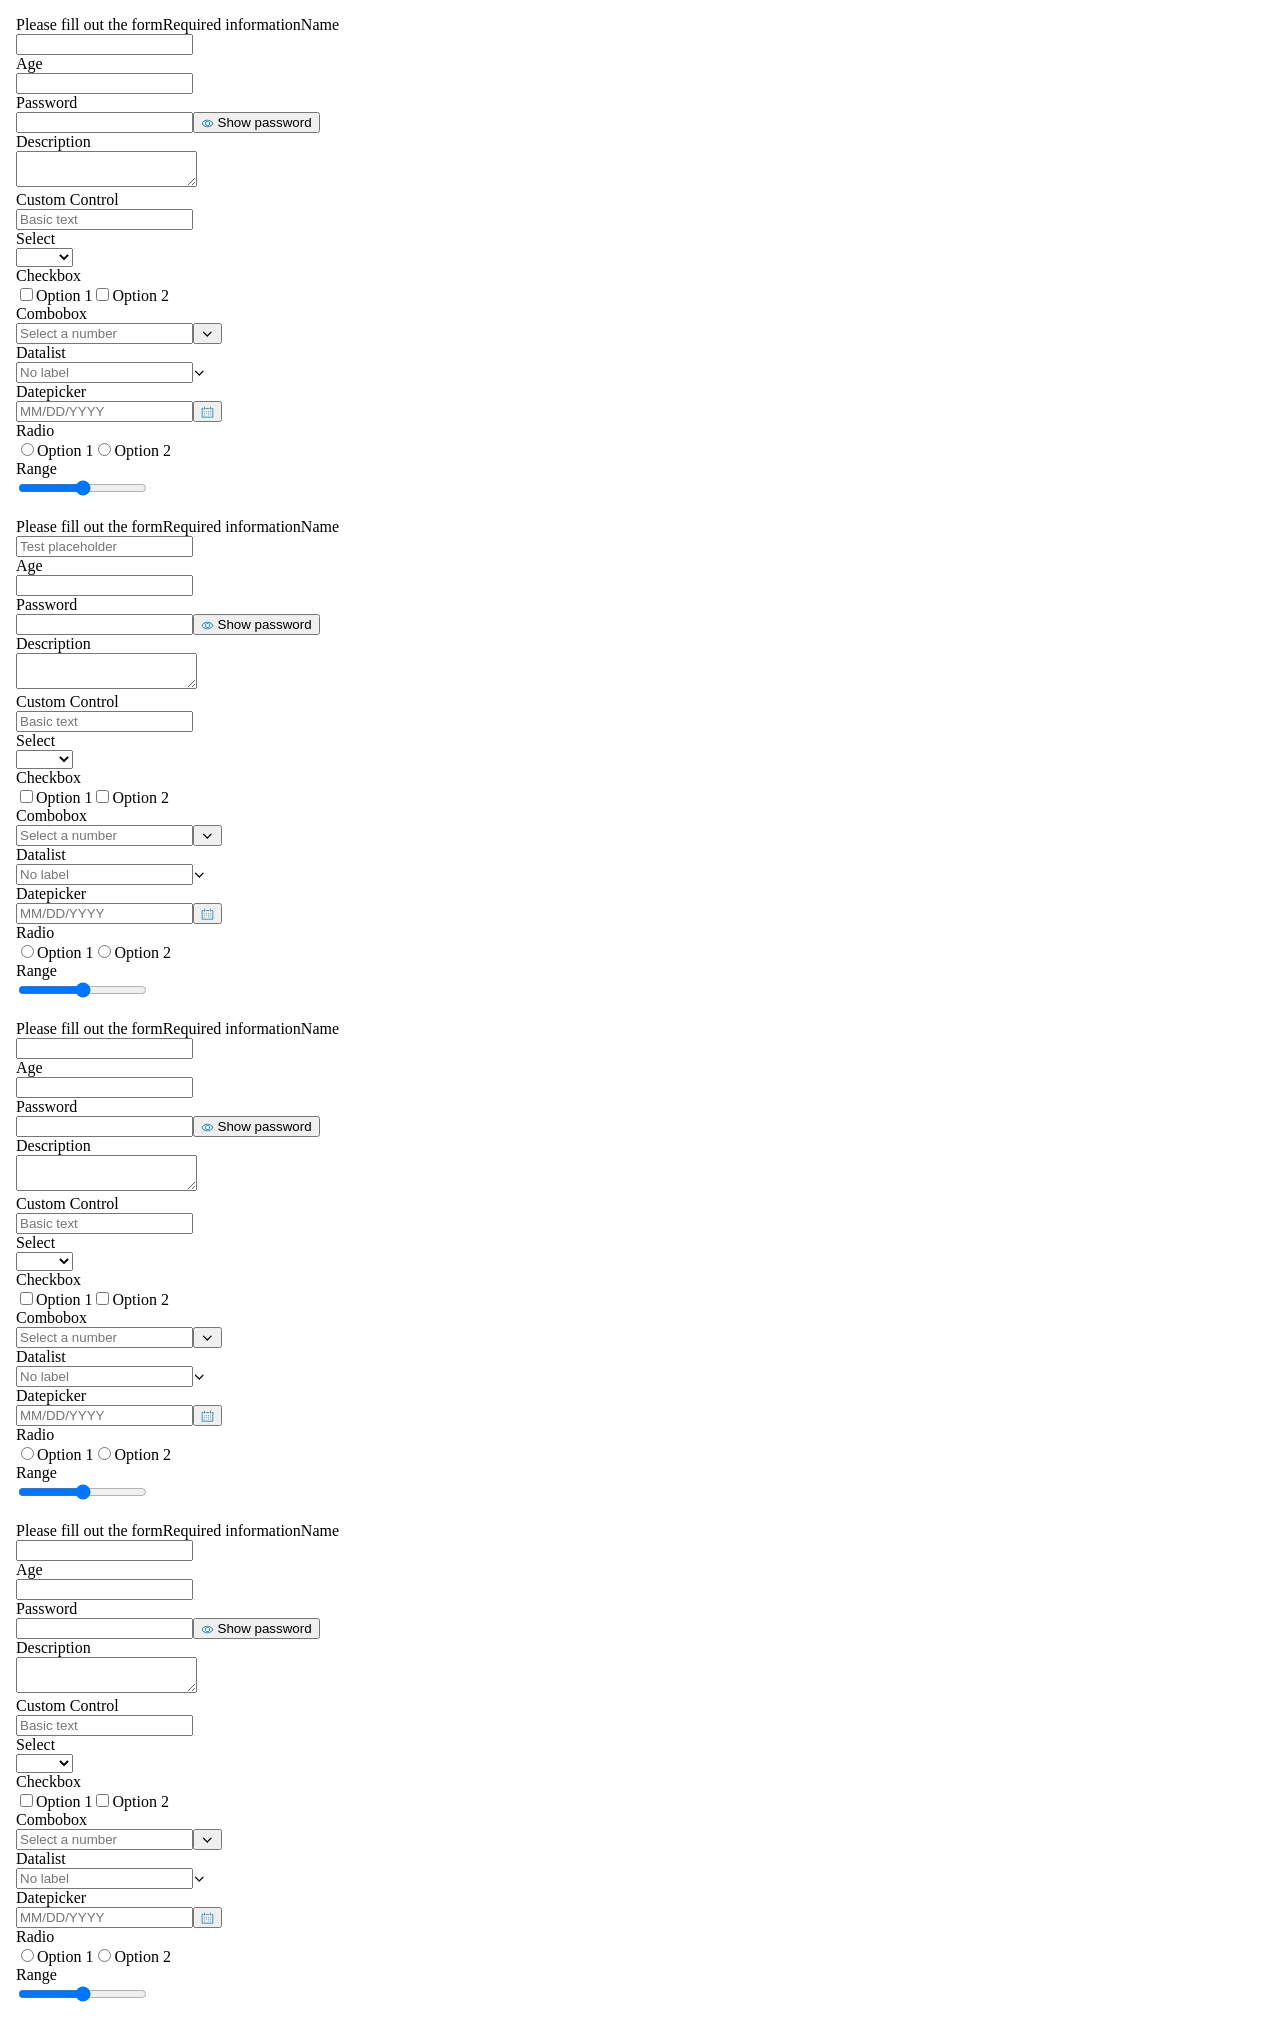 Please fill out the formRequired informationName
Age
Password
Show password
Description
Custom Control
Basic text
Select
Checkbox
Option 1 Option 2
Combobox
Select a number
Datalist
No label
Datepicker
MM/DD/YYYY
Radio
Option 1 Option 2
Range
Please fill out the formRequired informationName
Test placeholder
Age
Password
Show password
Description
Custom Control
Basic text
Select
Checkbox
Option 1 Option 2
Combobox
Select a number
Datalist
No label
Datepicker
MM/DD/YYYY
Radio
Option 1 Option 2
Range
Please fill out the formRequired informationName
Age
Password
Show password
Description
Custom Control
Basic text
Select
Checkbox
Option 1 Option 2
Combobox
Select a number
Datalist
No label
Datepicker
MM/DD/YYYY
Radio
Option 1 Option 2
Range
Please fill out the formRequired informationName
Age
Password
Show password
Description
Custom Control
Basic text
Select
Checkbox
Option 1 Option 2
Combobox
Select a number
Datalist
No label
Datepicker
MM/DD/YYYY
Radio
Option 1 Option 2
Range